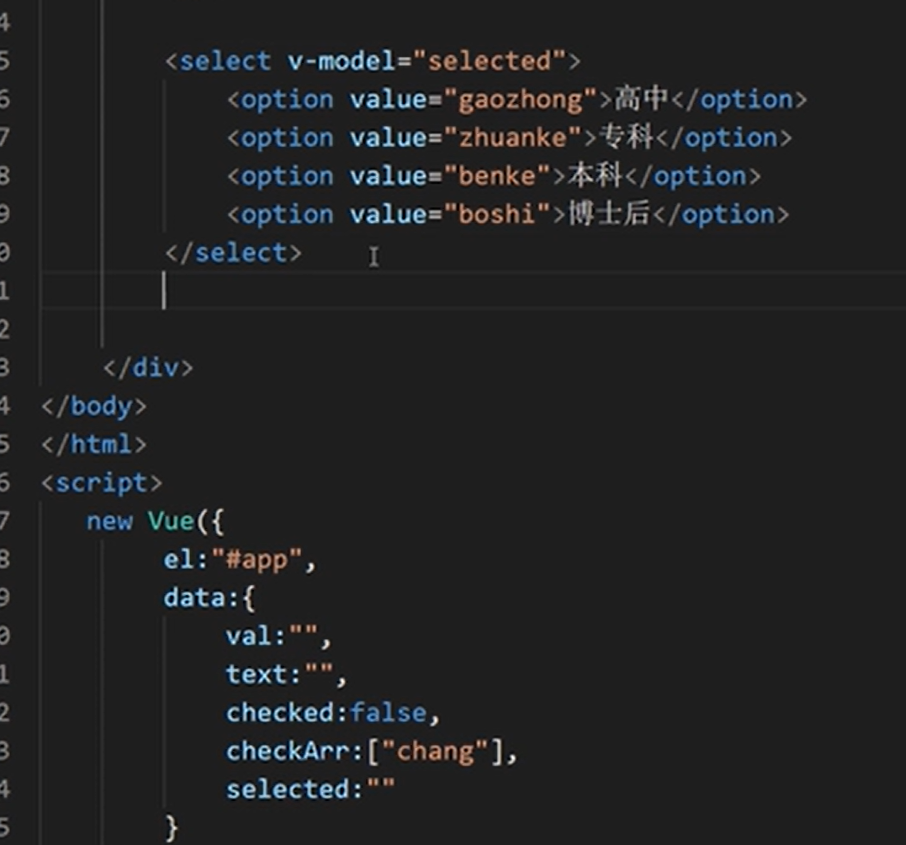 4
5 <select v-model="selected">
6 <option value="gaozhong">高中</option>
7 <option value="zhuanke">专科</option>
8 <option value="benke">本科</option>
9 <option value="boshi">博士后</option>
0 </select>
1
2
3 </div>
4 </body>
5 </html>
6 <script>
7 new Vue({
8 el:"#app",
9 data:{
0 val:"",
1 text:"",
2 checked:false,
3 checkArr:["chang"],
4 selected:""
5 }